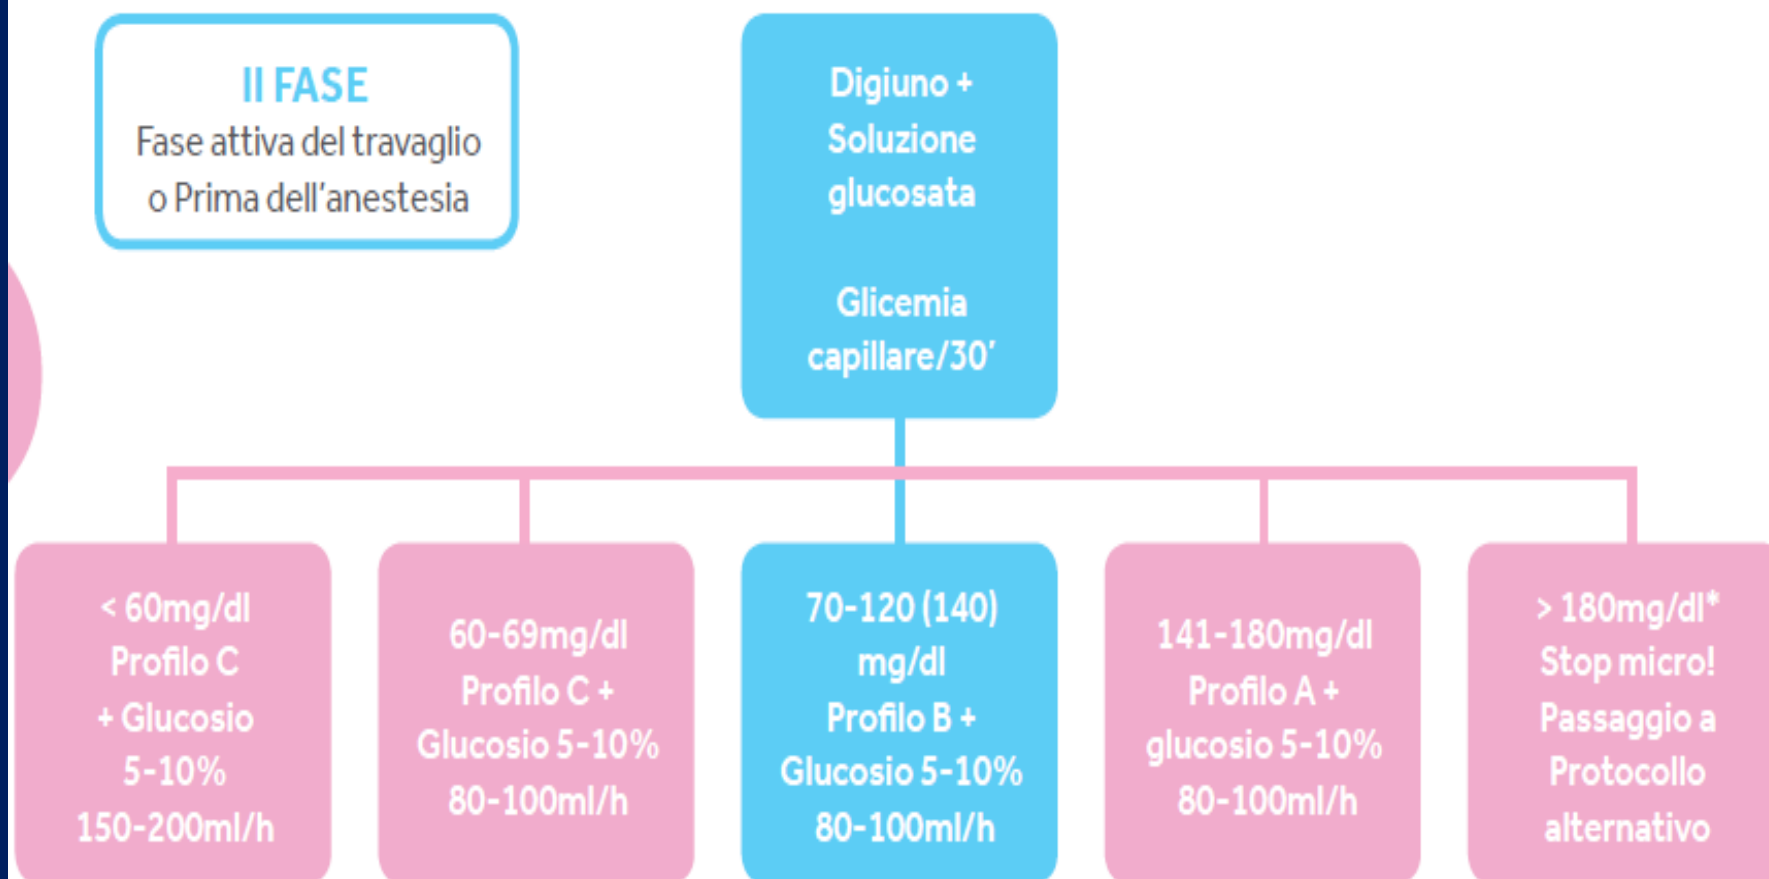 II FASE
Fase attiva del travaglio
o Prima dell'anestesia
Digiuno +
Soluzione
glucosata
Glicemia
capillare/30′
< 60mg/dl
Profilo C
+ Glucosio
5-10%
150-200ml/h
60-69mg/dl
Profilo C +
Glucosio 5-10%
80-100ml/h
70-120 (140)
mg/dl
Profilo B +
Glucosio 5-10%
80-100ml/h
141-180mg/dl
Profilo A +
glucosio 5-10%
80-100ml/h
> 180mg/dl*
Stop micro!
Passaggio a
Protocollo
alternativo